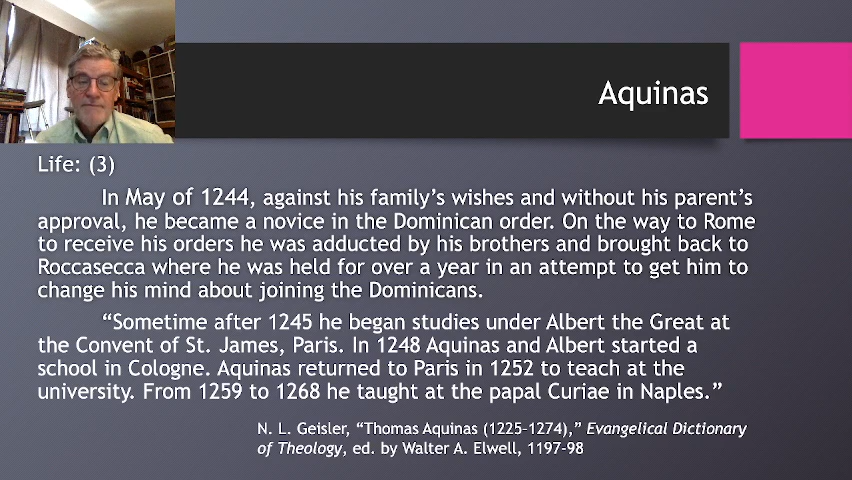 Aquinas
Life: (3)
In May of 1244, against his family’s wishes and without his parent’s
approval, he became a novice in the Dominican order. On the way to Rome
to receive his orders he was adducted by his brothers and brought back to
Roccasecca where he was held for over a year in an attempt to get him to
change his mind about joining the Dominicans.
“Sometime after 1245 he began studies under Albert the Great at
the Convent of St. James, Paris. In 1248 Aquinas and Albert started a
school in Cologne. Aquinas returned to Paris in 1252 to teach at the
university. From 1259 to 1268 he taught at the papal Curiae in Naples.”
N. L. Geisler, “Thomas Aquinas (1225–1274),” Evangelical Dictionary
of Theology, ed. by Walter A. Elwell, 1197-98